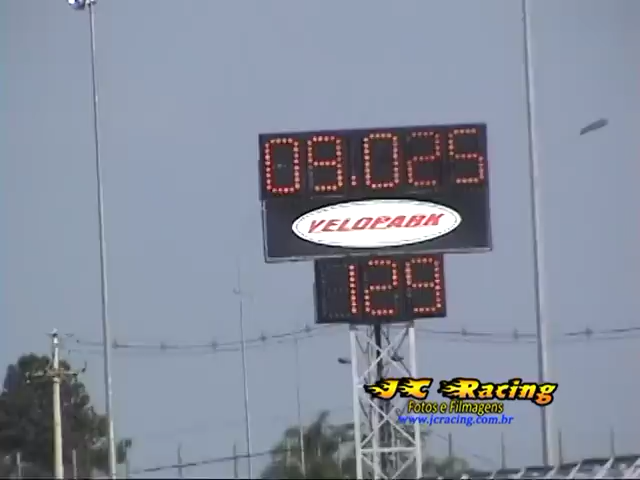 09.025
VELOPARK
129
JC Racing
Fotos e Filmagens
www.jcracing.com.br